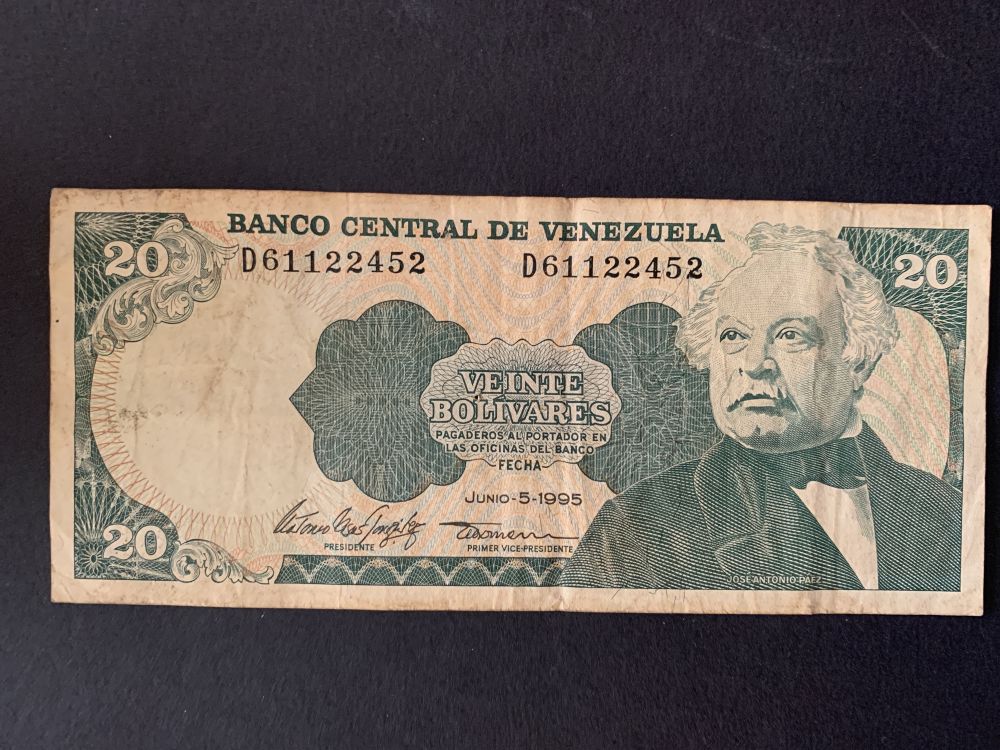 BANCO CENTRAL DE VENEZUELA
20
D61122452
D61122452
20
VEINTE
BOLÍVARES
PAGADEROS AL PORTADOR EN
LAS OFICINAS DEL BANCO
FECHA
JUNIO-5-1995
20
PRESIDENTE
PRIMER VICE-PRESIDENTE
JOSE ANTONIO PAEZ